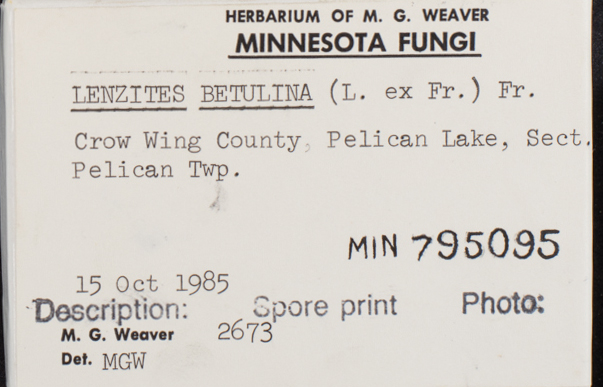 HERBARIUM OF M. G. WEAVER
MINNESOTA FUNGI
LENZITES BETULINA (L. ex Fr.) Fr.
Crow Wing County, Pelican Lake, Sect.
Pelican Twp.
MIN 795095
15 Oct 1985
Description: Spore print Photo:
M. G. Weaver 2673
Det. MGW